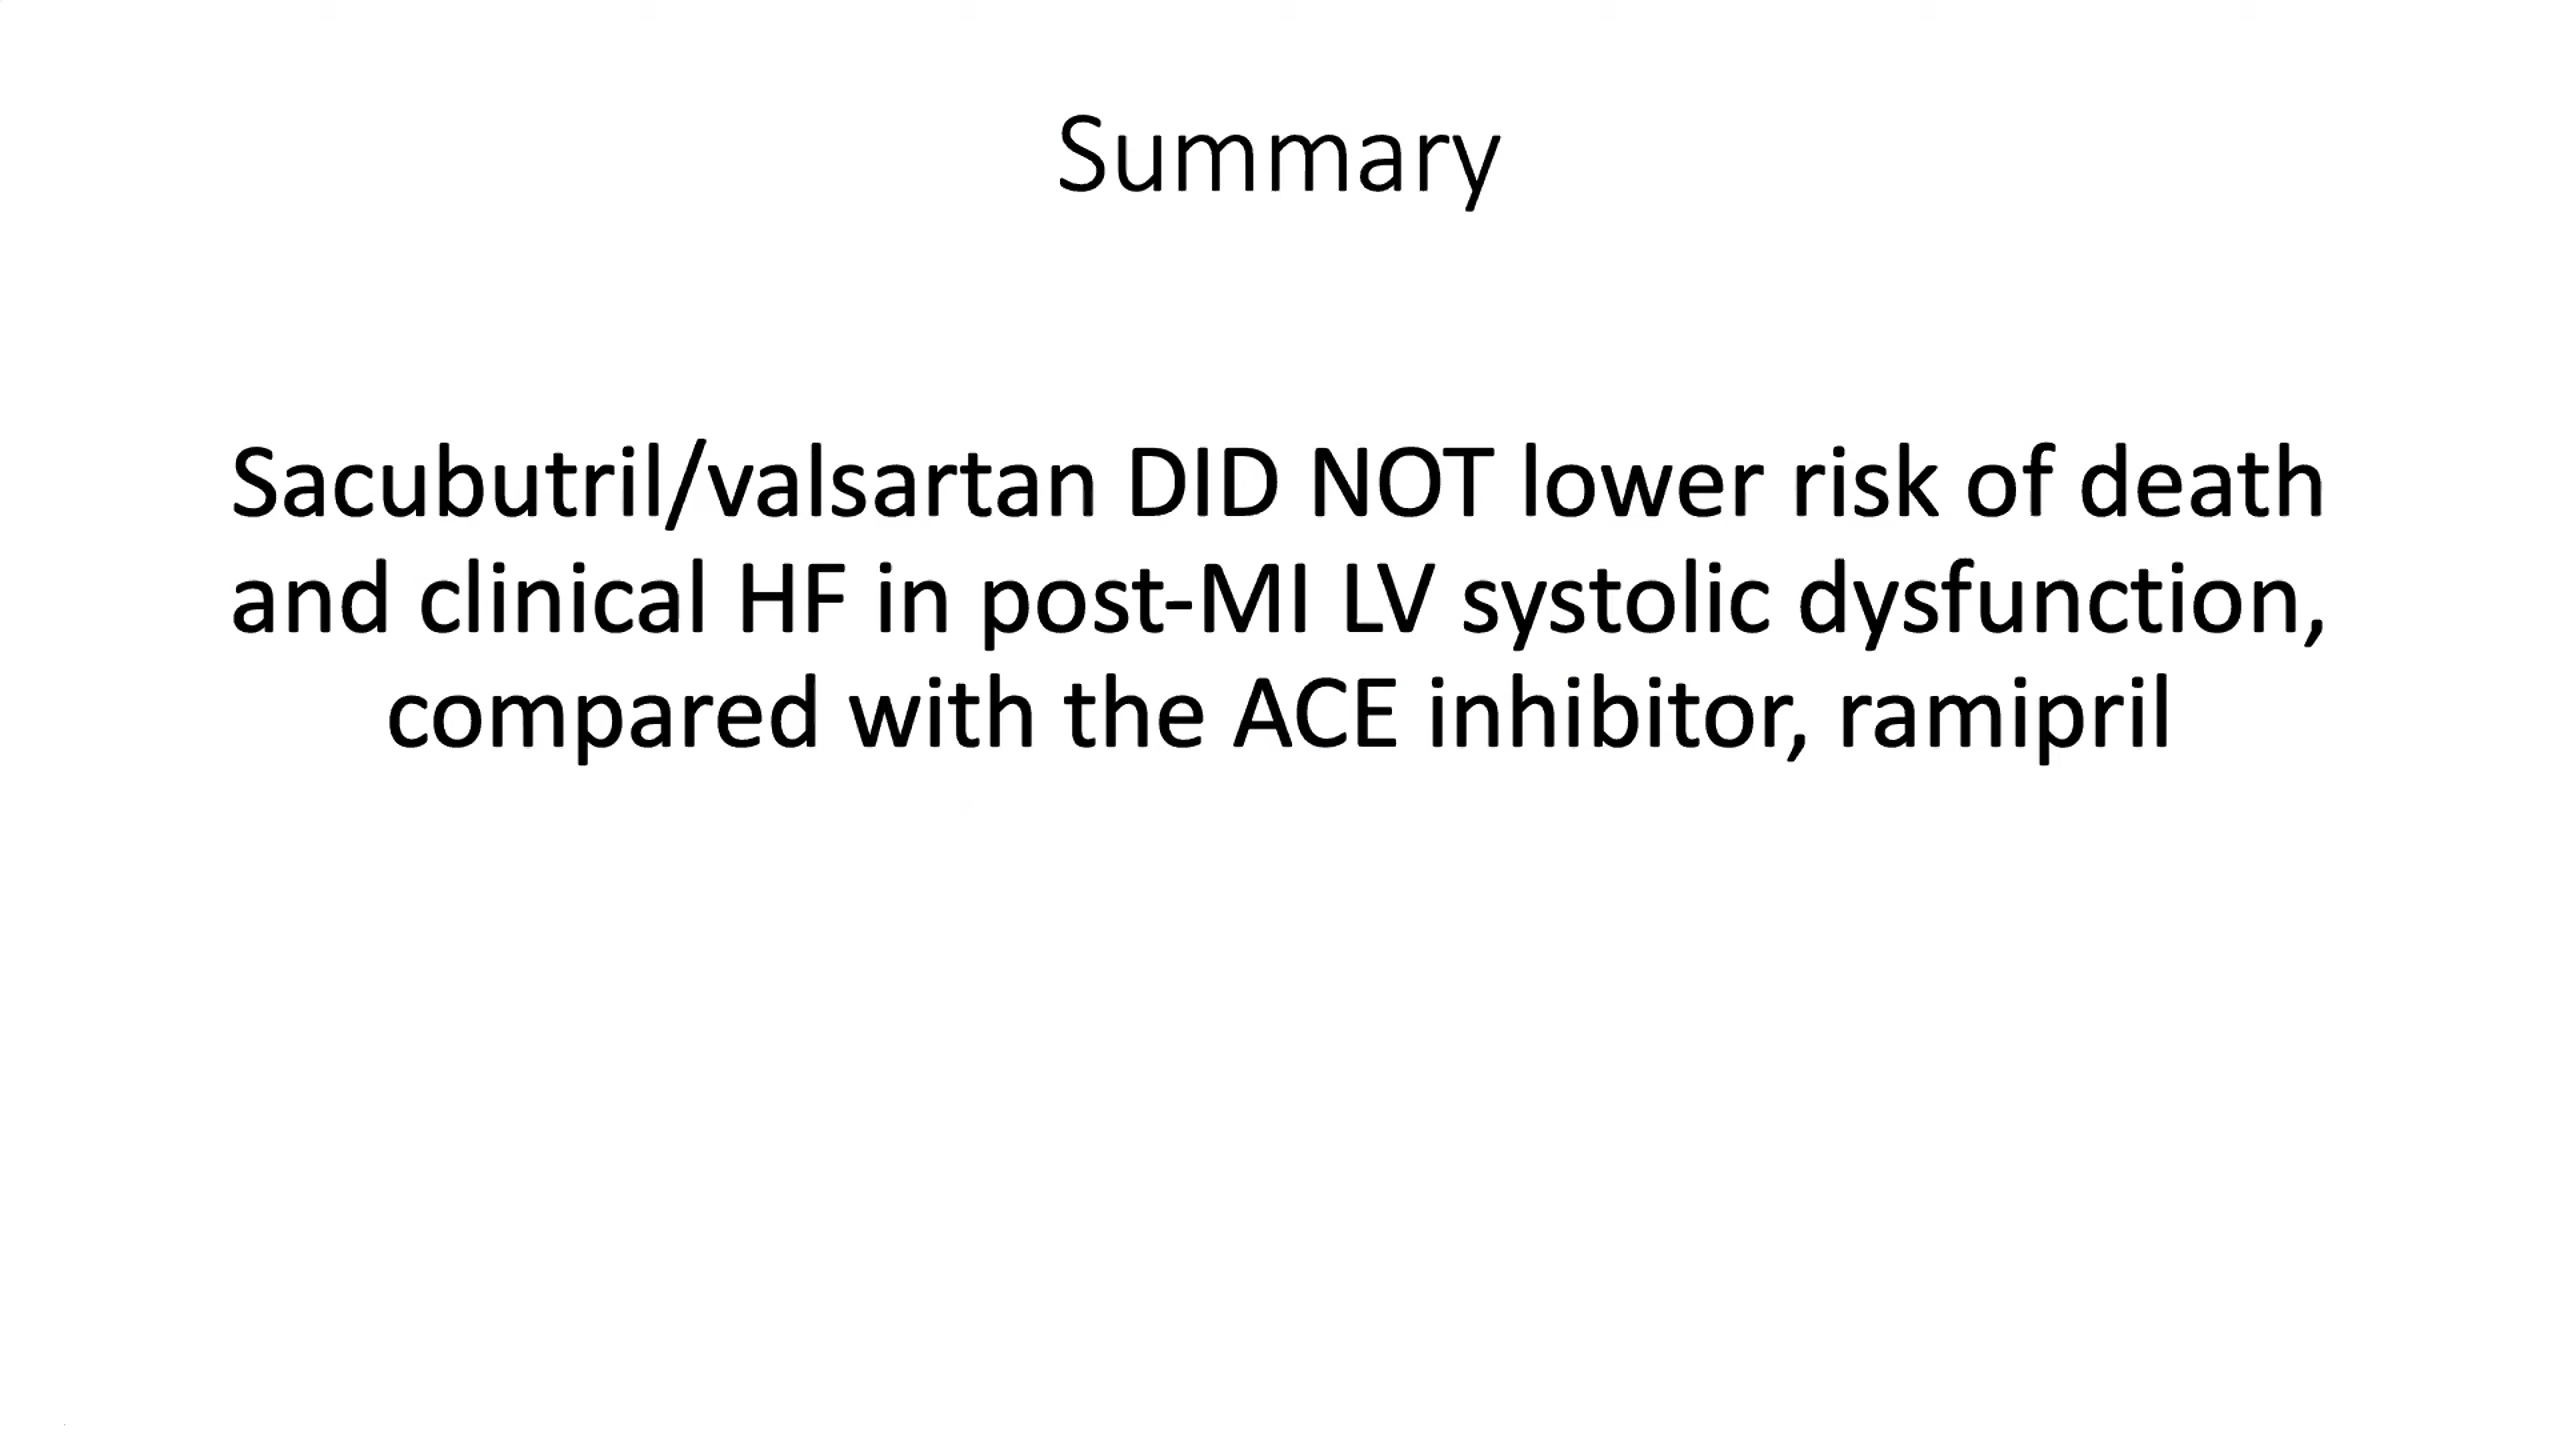 Summary
Sacubutril/valsartan DID NOT lower risk of death
and clinical HF in post-MI LV systolic dysfunction,
compared with the ACE inhibitor, ramipril